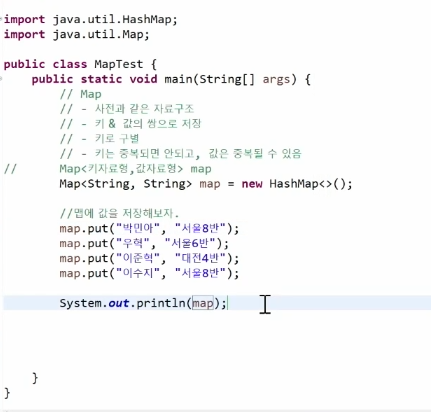 import java.util.HashMap;
import java.util.Map;
public class MapTest {
public static void main(String[] args) {
// Map
// - 사전과 같은 자료구조
// - 키 & 값의 쌍으로 저장
// - 키로 구별
// - 키는 중복되면 안되고, 값은 중복될 수 있음
// Map<키자료형,값자료형> map
Map<String, String> map = new HashMap<>();
//맵에 값을 저장해보자.
map.put("박민아", "서울8반");
map.put("우혁", "서울6반");
map.put("이준혁", "대전4반");
map.put("이수지", "서울8반");
System.out.println(map);
}
}